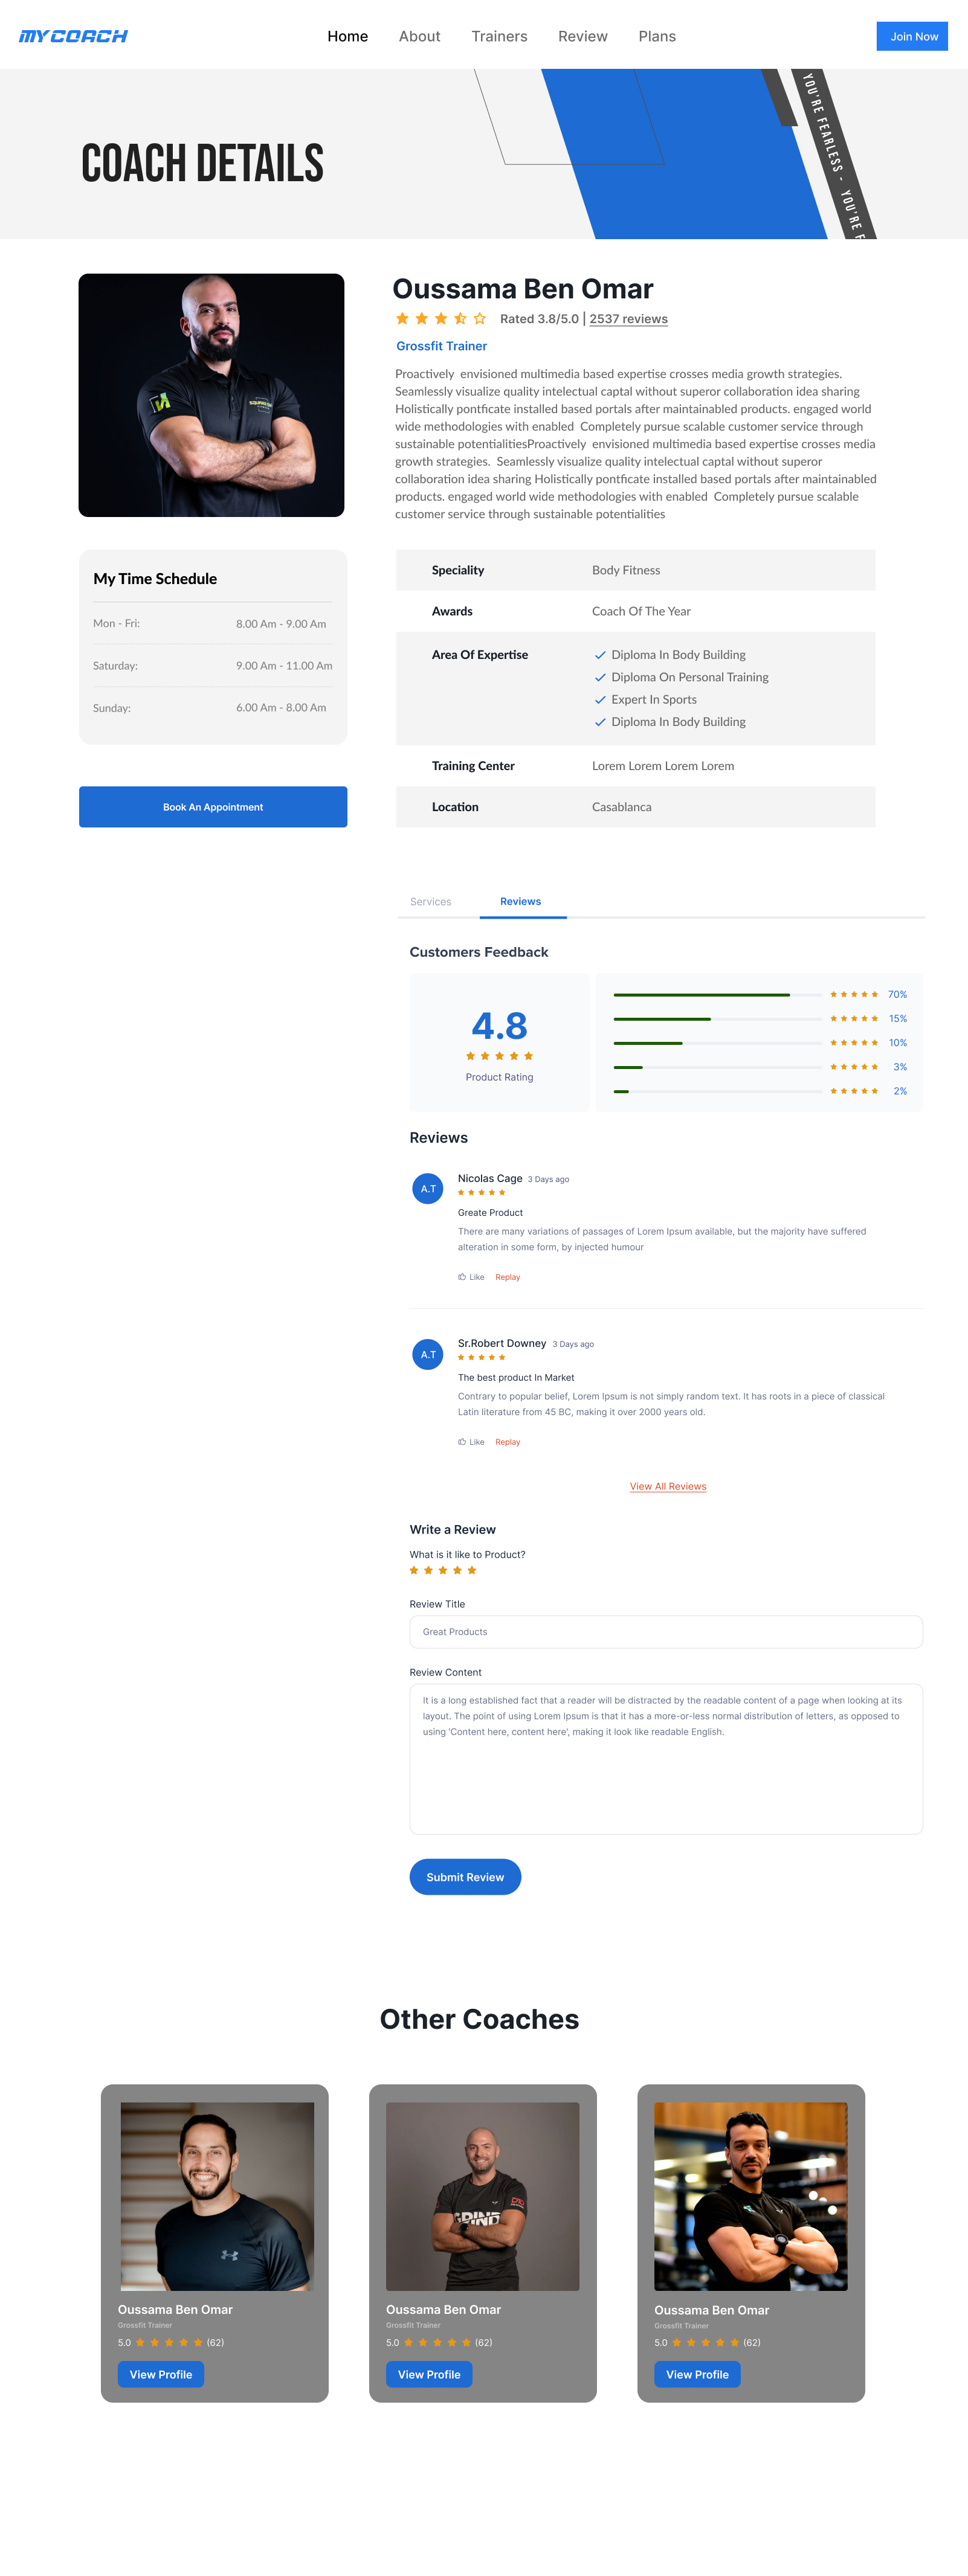 MY COACH
Home About Trainers Review Plans
Join Now
COACH DETAILS
YOU'RE FEARLESS - YOU'RE F
Oussama Ben Omar
Rated 3.8/5.0 | 2537 reviews
Grossfit Trainer
Proactively envisioned multimedia based expertise crosses media growth strategies.
Seamlessly visualize quality intelectual captal without superor collaboration idea sharing
Holistically pontficate installed based portals after maintainabled products. engaged world
wide methodologies with enabled Completely pursue scalable customer service through
sustainable potentialitiesProactively envisioned multimedia based expertise crosses media
growth strategies. Seamlessly visualize quality intelectual captal without superor
collaboration idea sharing Holistically pontficate installed based portals after maintainabled
products. engaged world wide methodologies with enabled Completely pursue scalable
customer service through sustainable potentialities
My Time Schedule
Mon - Fri: 8.00 Am - 9.00 Am
Saturday: 9.00 Am - 11.00 Am
Sunday: 6.00 Am - 8.00 Am
Book An Appointment
Speciality Body Fitness
Awards Coach Of The Year
Area Of Expertise Diploma In Body Building
Diploma On Personal Training
Expert In Sports
Diploma In Body Building
Training Center Lorem Lorem Lorem Lorem
Location Casablanca
Services Reviews
Customers Feedback
4.8
Product Rating
70%
15%
10%
3%
2%
Reviews
A.T
Nicolas Cage 3 Days ago
Greate Product
There are many variations of passages of Lorem Ipsum available, but the majority have suffered
alteration in some form, by injected humour
Like Replay
A.T
Sr.Robert Downey 3 Days ago
The best product In Market
Contrary to popular belief, Lorem Ipsum is not simply random text. It has roots in a piece of classical
Latin literature from 45 BC, making it over 2000 years old.
Like Replay
View All Reviews
Write a Review
What is it like to Product?
Review Title
Great Products
Review Content
It is a long established fact that a reader will be distracted by the readable content of a page when looking at its
layout. The point of using Lorem Ipsum is that it has a more-or-less normal distribution of letters, as opposed to
using 'Content here, content here', making it look like readable English.
Submit Review
Other Coaches
GRIND
Oussama Ben Omar
Grossfit Trainer
5.0 (62)
View Profile
Oussama Ben Omar
Grossfit Trainer
5.0 (62)
View Profile
Oussama Ben Omar
Grossfit Trainer
5.0 (62)
View Profile